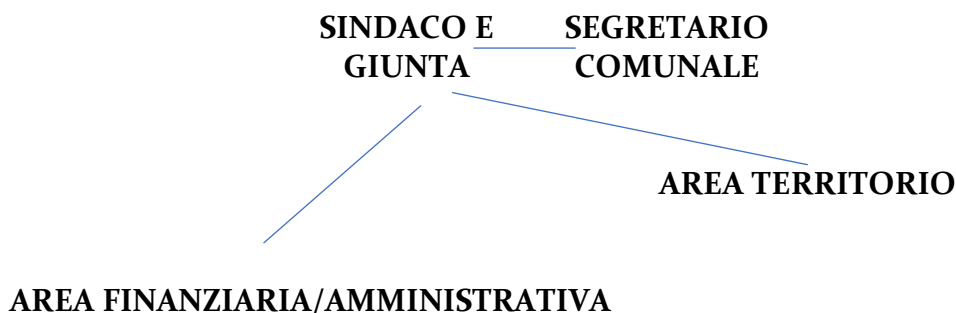 SINDACO E SEGRETARIO
GIUNTA COMUNALE
AREA TERRITORIO
AREA FINANZIARIA/AMMINISTRATIVA